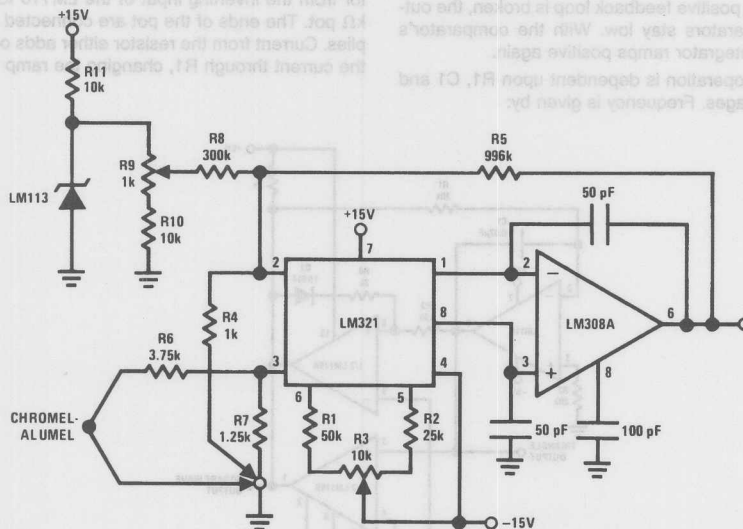 positive feedback loop is broken, the out-
erators stay low. With the comparator's
tegrator ramps positive again.
operation is dependent upon R1, C1 and
ages. Frequency is given by:
tor from the inverting input of the LM
kΩ pot. The ends of the pot are connected
plies. Current from the resistor either adds o
the current through R1, changing the ramp
+15V
R11
10k
R9
1k
R8
300k
R5
996k
LM113
R10
10k
+15V
50 pF
7
2
1
2
−
R4
1k
LM321
8
LM308A
6
R6
3.75k
3
4
3
+
8
CHROMEL-
ALUMEL
R7
1.25k
6
5
R1
50k
R2
25k
R3
10k
50 pF
100 pF
−15V